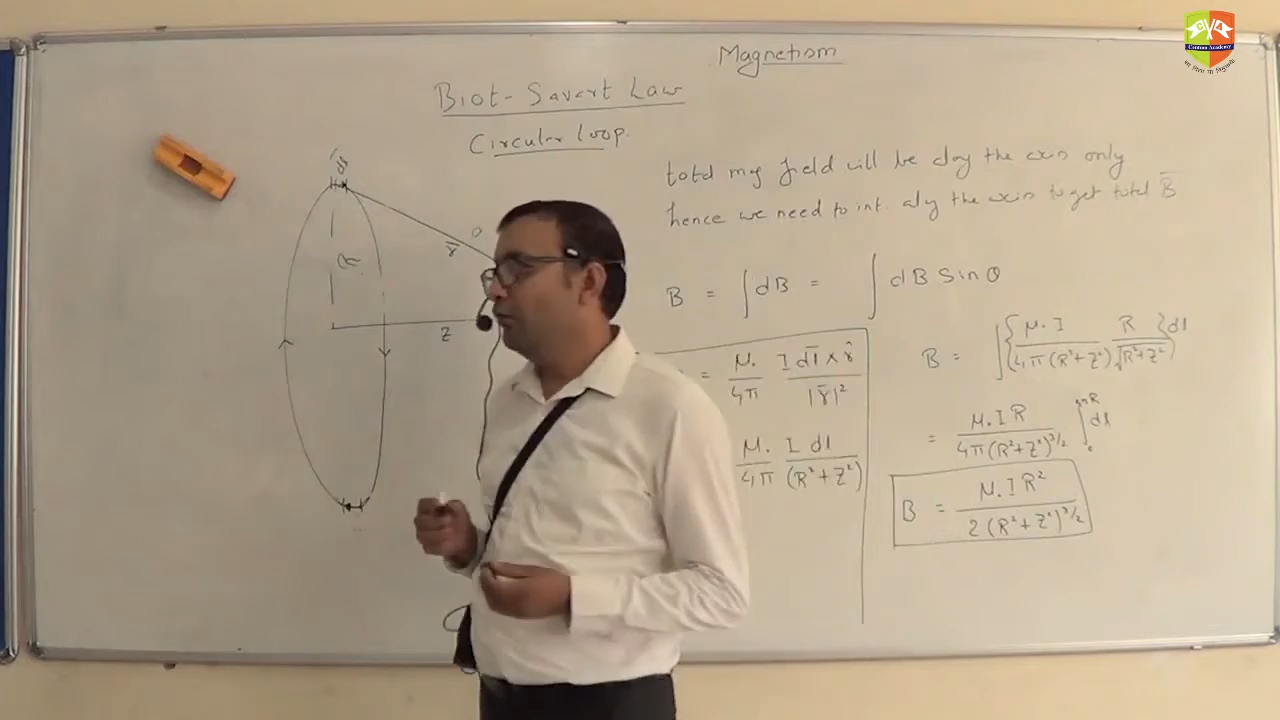 Magnetism
Biot-Savart Law
Circular loop.
total mag field will be along the axis only
hence we need to int. along the axis to get total B̅
B = ∫ dB = ∫ dB Sin θ
dl
R
r̅
Z
= μ₀/4π I d̅l × r̂/|r̅|²
μ₀/4π I dl/(R²+Z²)
B = ∫ { μ₀ I/4π(R²+Z²) R/√R²+Z² } dl
= μ₀ I R/4π(R²+Z²)^3/2 ∫ dl
B = μ₀ I R²/2(R²+Z²)^3/2
Centum Academy